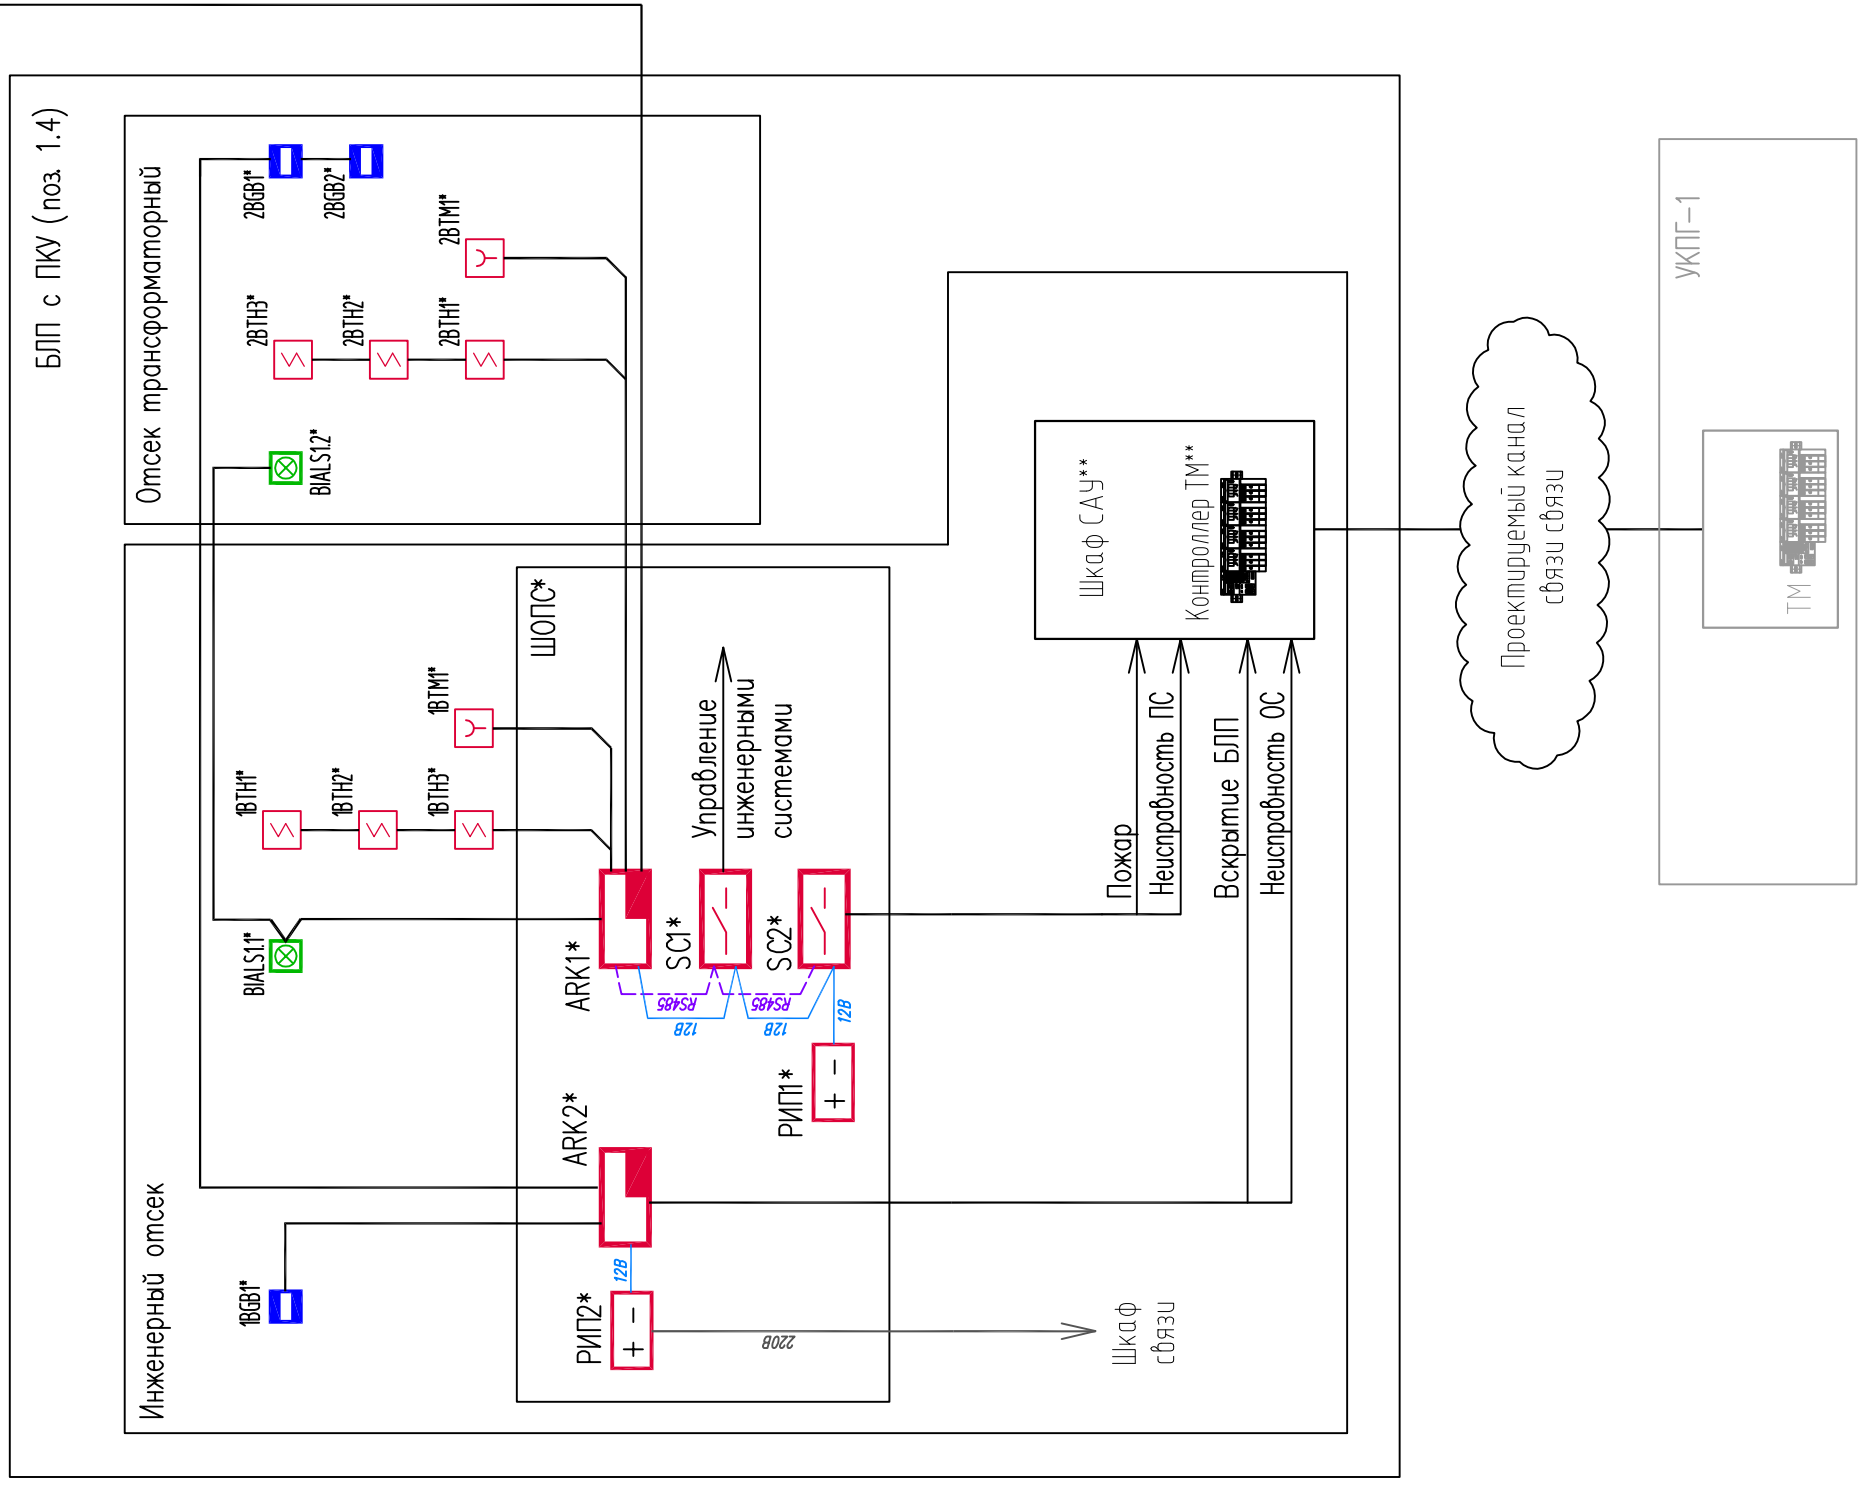 БЛП с ПКУ (поз. 1.4)
Инженерный отсек
Отсек трансформаторный
1BGB1*
BIALS1.1*
1BTH1*
1BTH2*
1BTH3*
1BTM1*
BIALS1.2*
2BTH3*
2BTH2*
2BTH1*
2BTM1*
2BGB1*
2BGB2*
ШОПС*
РИП2*
12В
220В
ARK2*
ARK1*
RS485
12В
SC1*
RS485
12В
SC2*
12В
РИП1*
Управление
инженерными
системами
Шкаф
связи
Пожар
Неисправность ПС
Вскрытие БЛП
Неисправность ОС
Шкаф САУ**
Контроллер ТМ**
Проектируемый канал
связи связи
УКПГ-1
ТМ